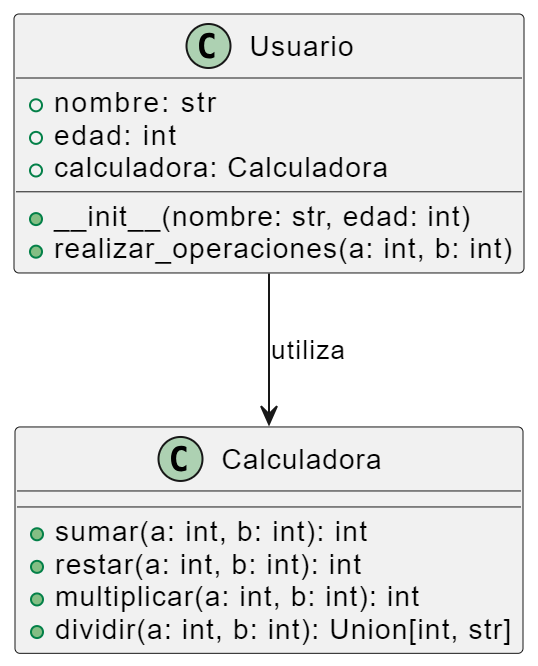 C Usuario
nombre: str
edad: int
calculadora: Calculadora
__init__(nombre: str, edad: int)
realizar_operaciones(a: int, b: int)
utiliza
C Calculadora
sumar(a: int, b: int): int
restar(a: int, b: int): int
multiplicar(a: int, b: int): int
dividir(a: int, b: int): Union[int, str]